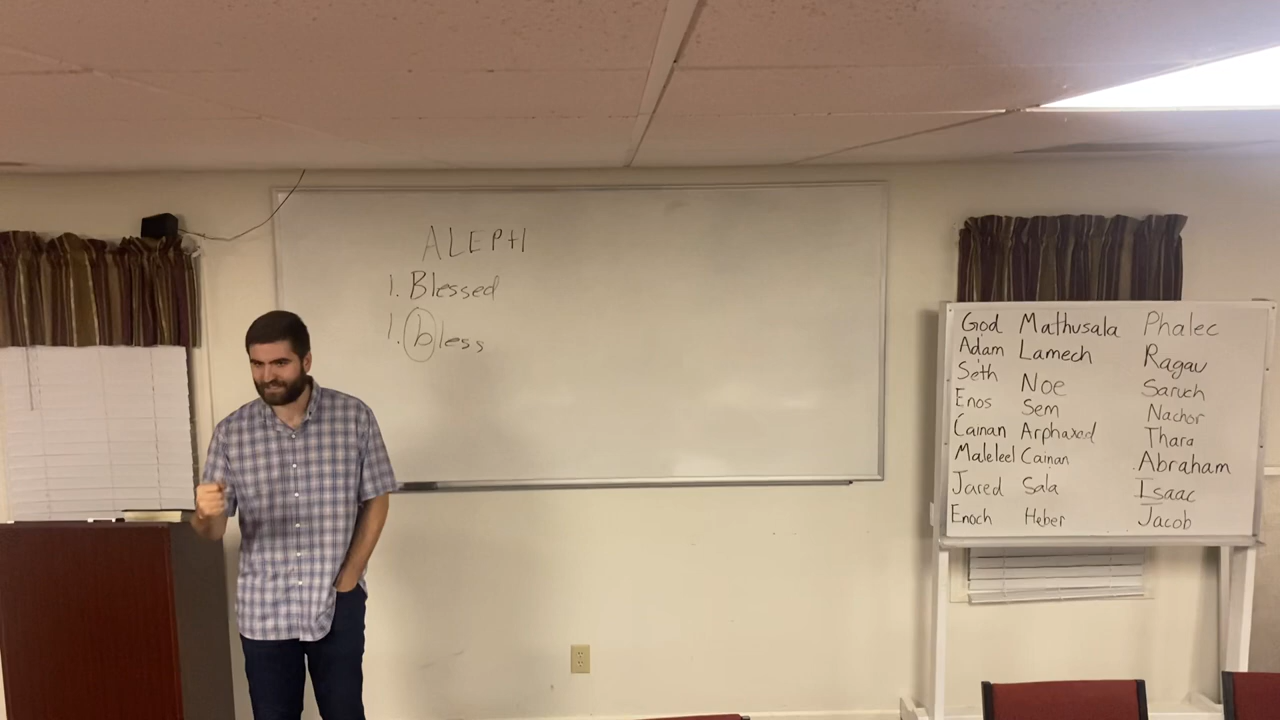 ALEPH
1. Blessed
1. bless
God
Adam
Seth
Enos
Cainan
Maleleel
Jared
Enoch
Mathusala
Lamech
Noe
Sem
Arphaxad
Cainan
Sala
Heber
Phalec
Ragau
Saruch
Nachor
Thara
Abraham
Isaac
Jacob